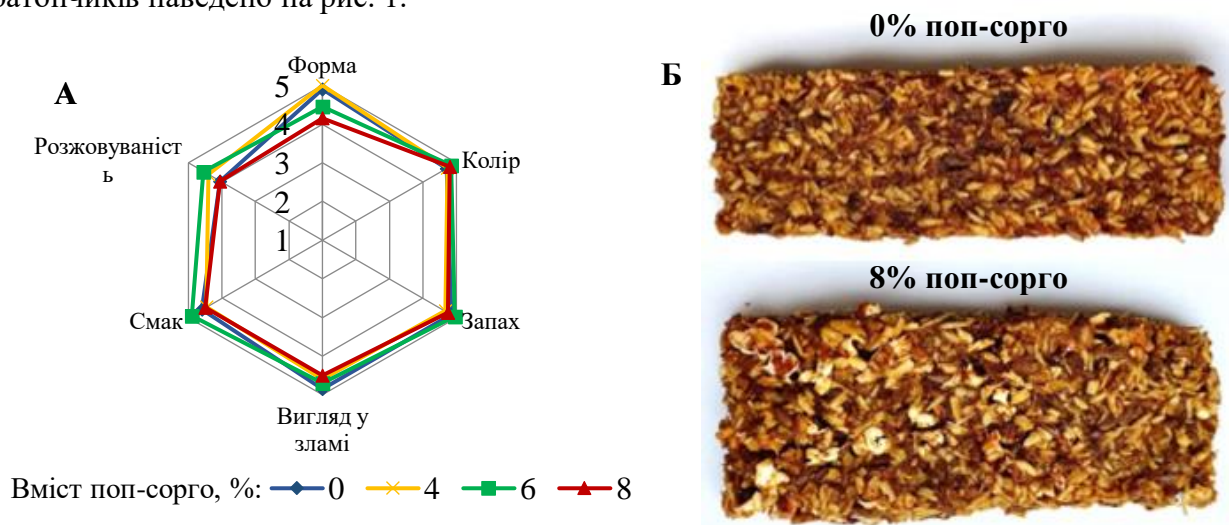 батончиків наведено на рис. 1.
А
Форма
5
4
3
2
1
Розжовуваніст
ь
Колір
Смак
Запах
Вигляд у
зламі
Вміст поп-сорго, %: 0 4 6 8
Б
0% поп-сорго
8% поп-сорго